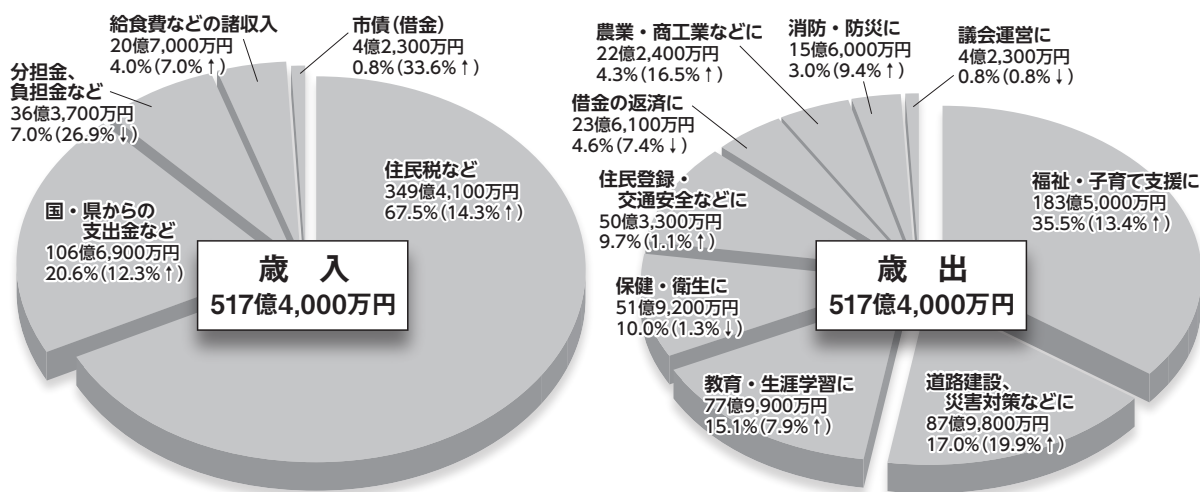 給食費などの諸収入
20億7,000万円
4.0%(7.0%↑)
市債(借金)
4億2,300万円
0.8%(33.6%↑)
分担金、
負担金など
36億3,700万円
7.0%(26.9%↓)
住民税など
349億4,100万円
67.5%(14.3%↑)
国・県からの
支出金など
106億6,900万円
20.6%(12.3%↑)
歳 入
517億4,000万円
農業・商工業などに
22億2,400万円
4.3%(16.5%↑)
消防・防災に
15億6,000万円
3.0%(9.4%↑)
議会運営に
4億2,300万円
0.8%(0.8%↓)
借金の返済に
23億6,100万円
4.6%(7.4%↓)
住民登録・
交通安全などに
50億3,300万円
9.7%(1.1%↑)
福祉・子育て支援に
183億5,000万円
35.5%(13.4%↑)
保健・衛生に
51億9,200万円
10.0%(1.3%↓)
歳 出
517億4,000万円
教育・生涯学習に
77億9,900万円
15.1%(7.9%↑)
道路建設、
災害対策などに
87億9,800万円
17.0%(19.9%↑)